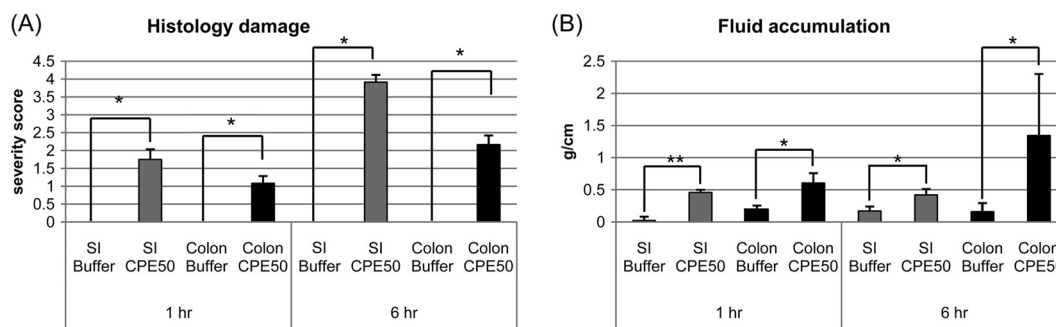 (A) Histology damage
severity score
4.5
4
3.5
3
2.5
2
1.5
1
0.5
0
* * * *
SI Buffer SI CPE50 Colon Buffer Colon CPE50 SI Buffer SI CPE50 Colon Buffer Colon CPE50
1 hr 6 hr
(B) Fluid accumulation
g/cm
2.5
2
1.5
1
0.5
0
** * * *
SI Buffer SI CPE50 Colon Buffer Colon CPE50 SI Buffer SI CPE50 Colon Buffer Colon CPE50
1 hr 6 hr